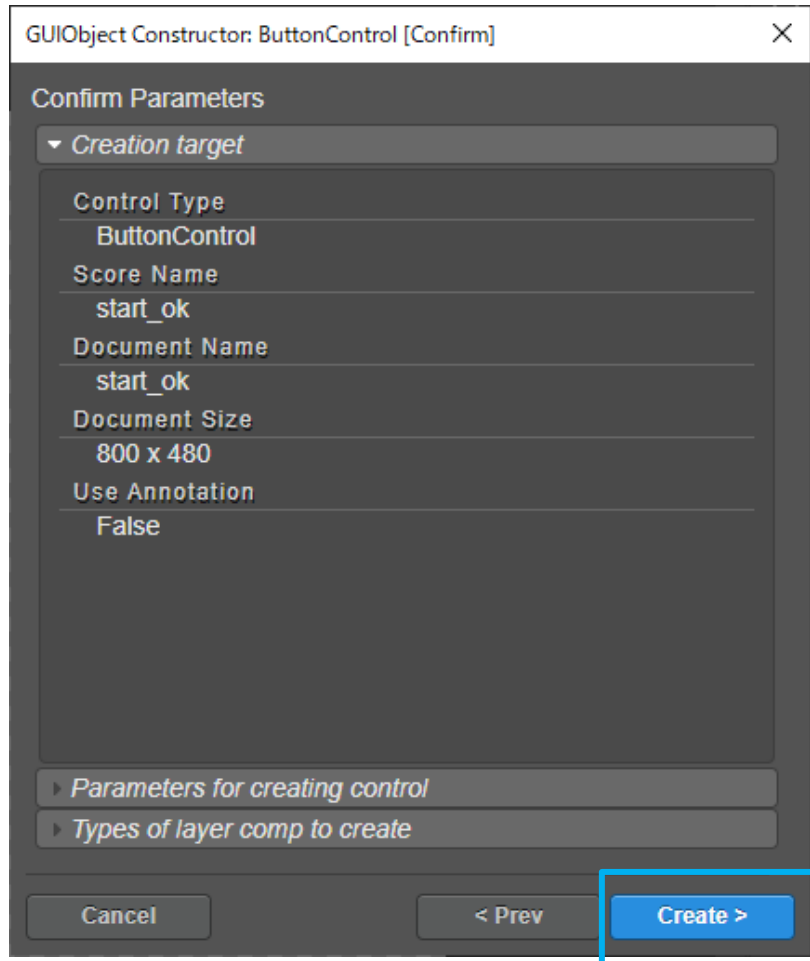 GUIObject Constructor: ButtonControl [Confirm]
Confirm Parameters
Creation target
Control Type
ButtonControl
Score Name
start_ok
Document Name
start_ok
Document Size
800 x 480
Use Annotation
False
Parameters for creating control
Types of layer comp to create
Cancel
< Prev
Create >